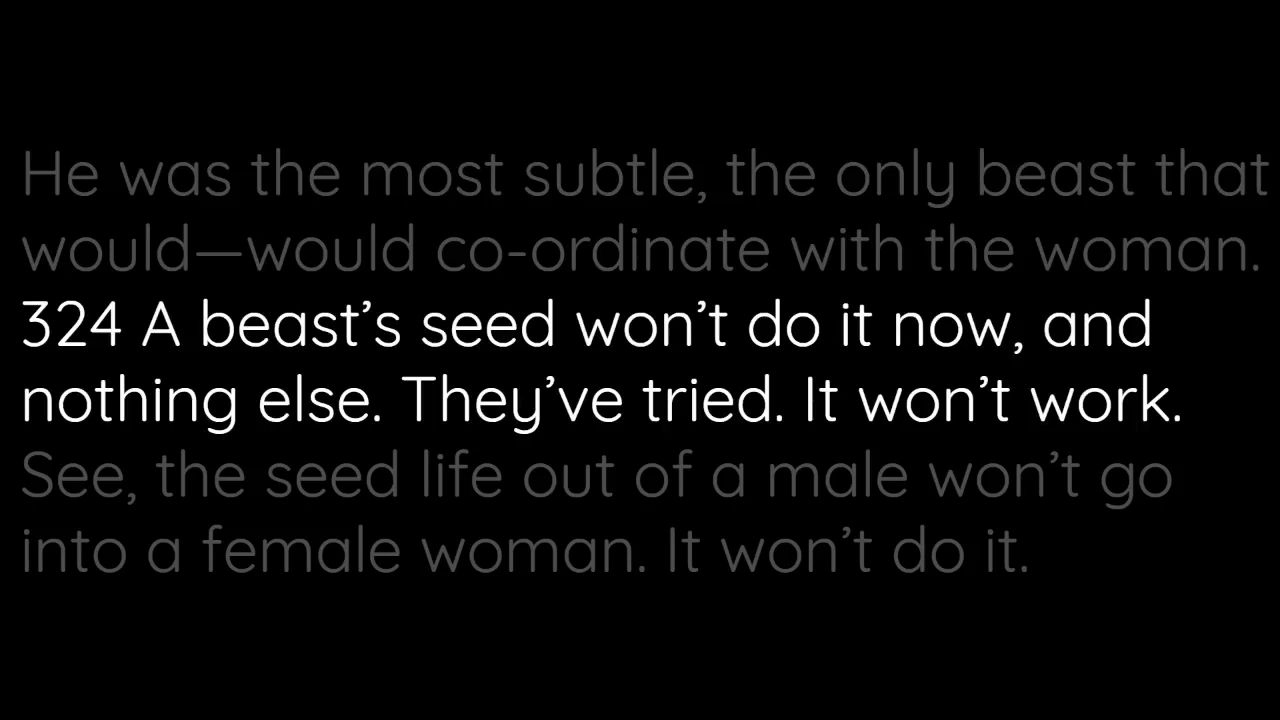 He was the most subtle, the only beast that
would—would co-ordinate with the woman.
324 A beast’s seed won’t do it now, and
nothing else. They’ve tried. It won’t work.
See, the seed life out of a male won’t go
into a female woman. It won’t do it.